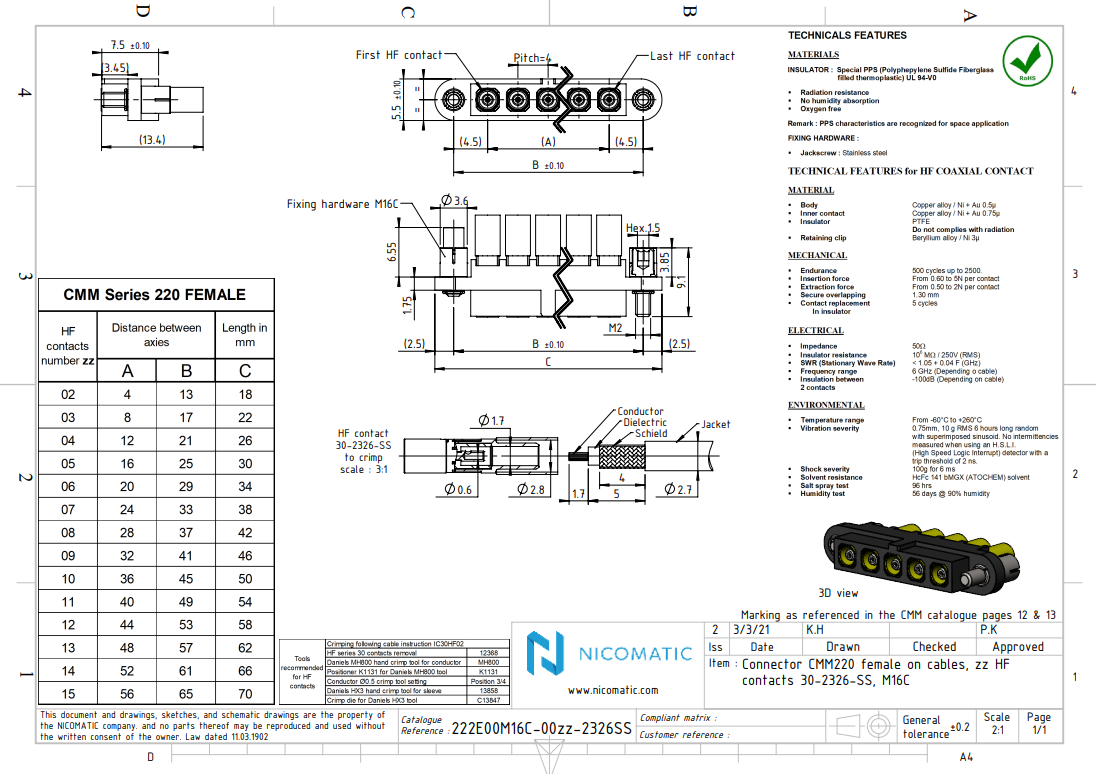 D
C
B
A
4
3
2
1
4
3
2
1
7.5 ±0.10
(3.45)
(13.4)
First HF contact
Pitch=4
Last HF contact
5.5 ±0.10
=
=
(4.5)
(A)
(4.5)
B ±0.10
Fixing hardware M16C
Ø3.6
Hex.1.5
6.55
3.85
9.1
1.75
M2
(2.5)
B ±0.10
(2.5)
C
HF contact
30-2326-SS
to crimp
scale : 3:1
Ø1.7
Ø0.6
Ø2.8
Conductor
Dielectric
Shield
Jacket
4
1.7
5
Ø2.7
TECHNICALS FEATURES
MATERIALS
INSULATOR : Special PPS (Polyphepylene Sulfide Fiberglass
filled thermoplastic) UL 94-V0
RoHS
• Radiation resistance
• No humidity absorption
• Oxygen free
Remark : PPS characteristics are recognized for space application
FIXING HARDWARE :
• Jackscrew : Stainless steel
TECHNICAL FEATURES for HF COAXIAL CONTACT
MATERIAL
• Body Copper alloy / Ni + Au 0.5µ
• Inner contact Copper alloy / Ni + Au 0.75µ
• Insulator PTFE
Do not complies with radiation
• Retaining clip Beryllium alloy / Ni 3µ
MECHANICAL
• Endurance 500 cycles up to 2500.
• Insertion force From 0.60 to 5N per contact
• Extraction force From 0.50 to 2N per contact
• Secure overlapping 1.30 mm
• Contact replacement 5 cycles
In insulator
ELECTRICAL
• Impedance 50Ω
• Insulator resistance 10⁶ MΩ / 250V (RMS)
• SWR (Stationary Wave Rate) < 1.05 + 0.04 F (GHz)
• Frequency range 6 GHz (Depending o cable)
• Insulation between -100dB (Depending on cable)
2 contacts
ENVIRONMENTAL
• Temperature range From -60°C to +260°C
• Vibration severity 0.75mm, 10 g RMS 6 hours long random
with superimposed sinusoid. No intermittencies
measured when using an H.S.L.I.
(High Speed Logic Interrupt) detector with a
trip threshold of 2 ns.
• Shock severity 100g for 6 ms
• Solvent resistance HcFc 141 bMGX (ATOCHEM) solvent
• Salt spray test 96 hrs
• Humidity test 56 days @ 90% humidity
3D view
CMM Series 220 FEMALE
HF
contacts
number zz
Distance between
axies
Length in
mm
A B C
02 4 13 18
03 8 17 22
04 12 21 26
05 16 25 30
06 20 29 34
07 24 33 38
08 28 37 42
09 32 41 46
10 36 45 50
11 40 49 54
12 44 53 58
13 48 57 62
14 52 61 66
15 56 65 70
Tools
recommended
for HF
contacts
Crimping following cable instruction IC30HF02
HF series 30 contacts removal 12368
Daniels MH800 hand crimp tool for conductor MH800
Positioner K1131 for Daniels MH800 tool K1131
Conductor Ø0.5 crimp tool setting Position 3/4
Daniels HX3 hand crimp tool for sleeve 13858
Crimp die for Daniels HX3 tool C13847
NICOMATIC
www.nicomatic.com
Marking as referenced in the CMM catalogue pages 12 & 13
2 3/3/21 K.H P.K
Iss Date Drawn Checked Approved
Item : Connector CMM220 female on cables, zz HF
contacts 30-2326-SS, M16C
This document and drawings, sketches, and schematic drawings are the property of
the NICOMATIC company. and no parts thereof may be reproduced and used without
the written consent of the owner. Law dated 11.03.1902
Catalogue
Reference : 222E00M16C-00zz-2326SS
Compliant matrix :
Customer reference :
General
tolerance ±0.2
Scale
2:1
Page
1/1
D
A4